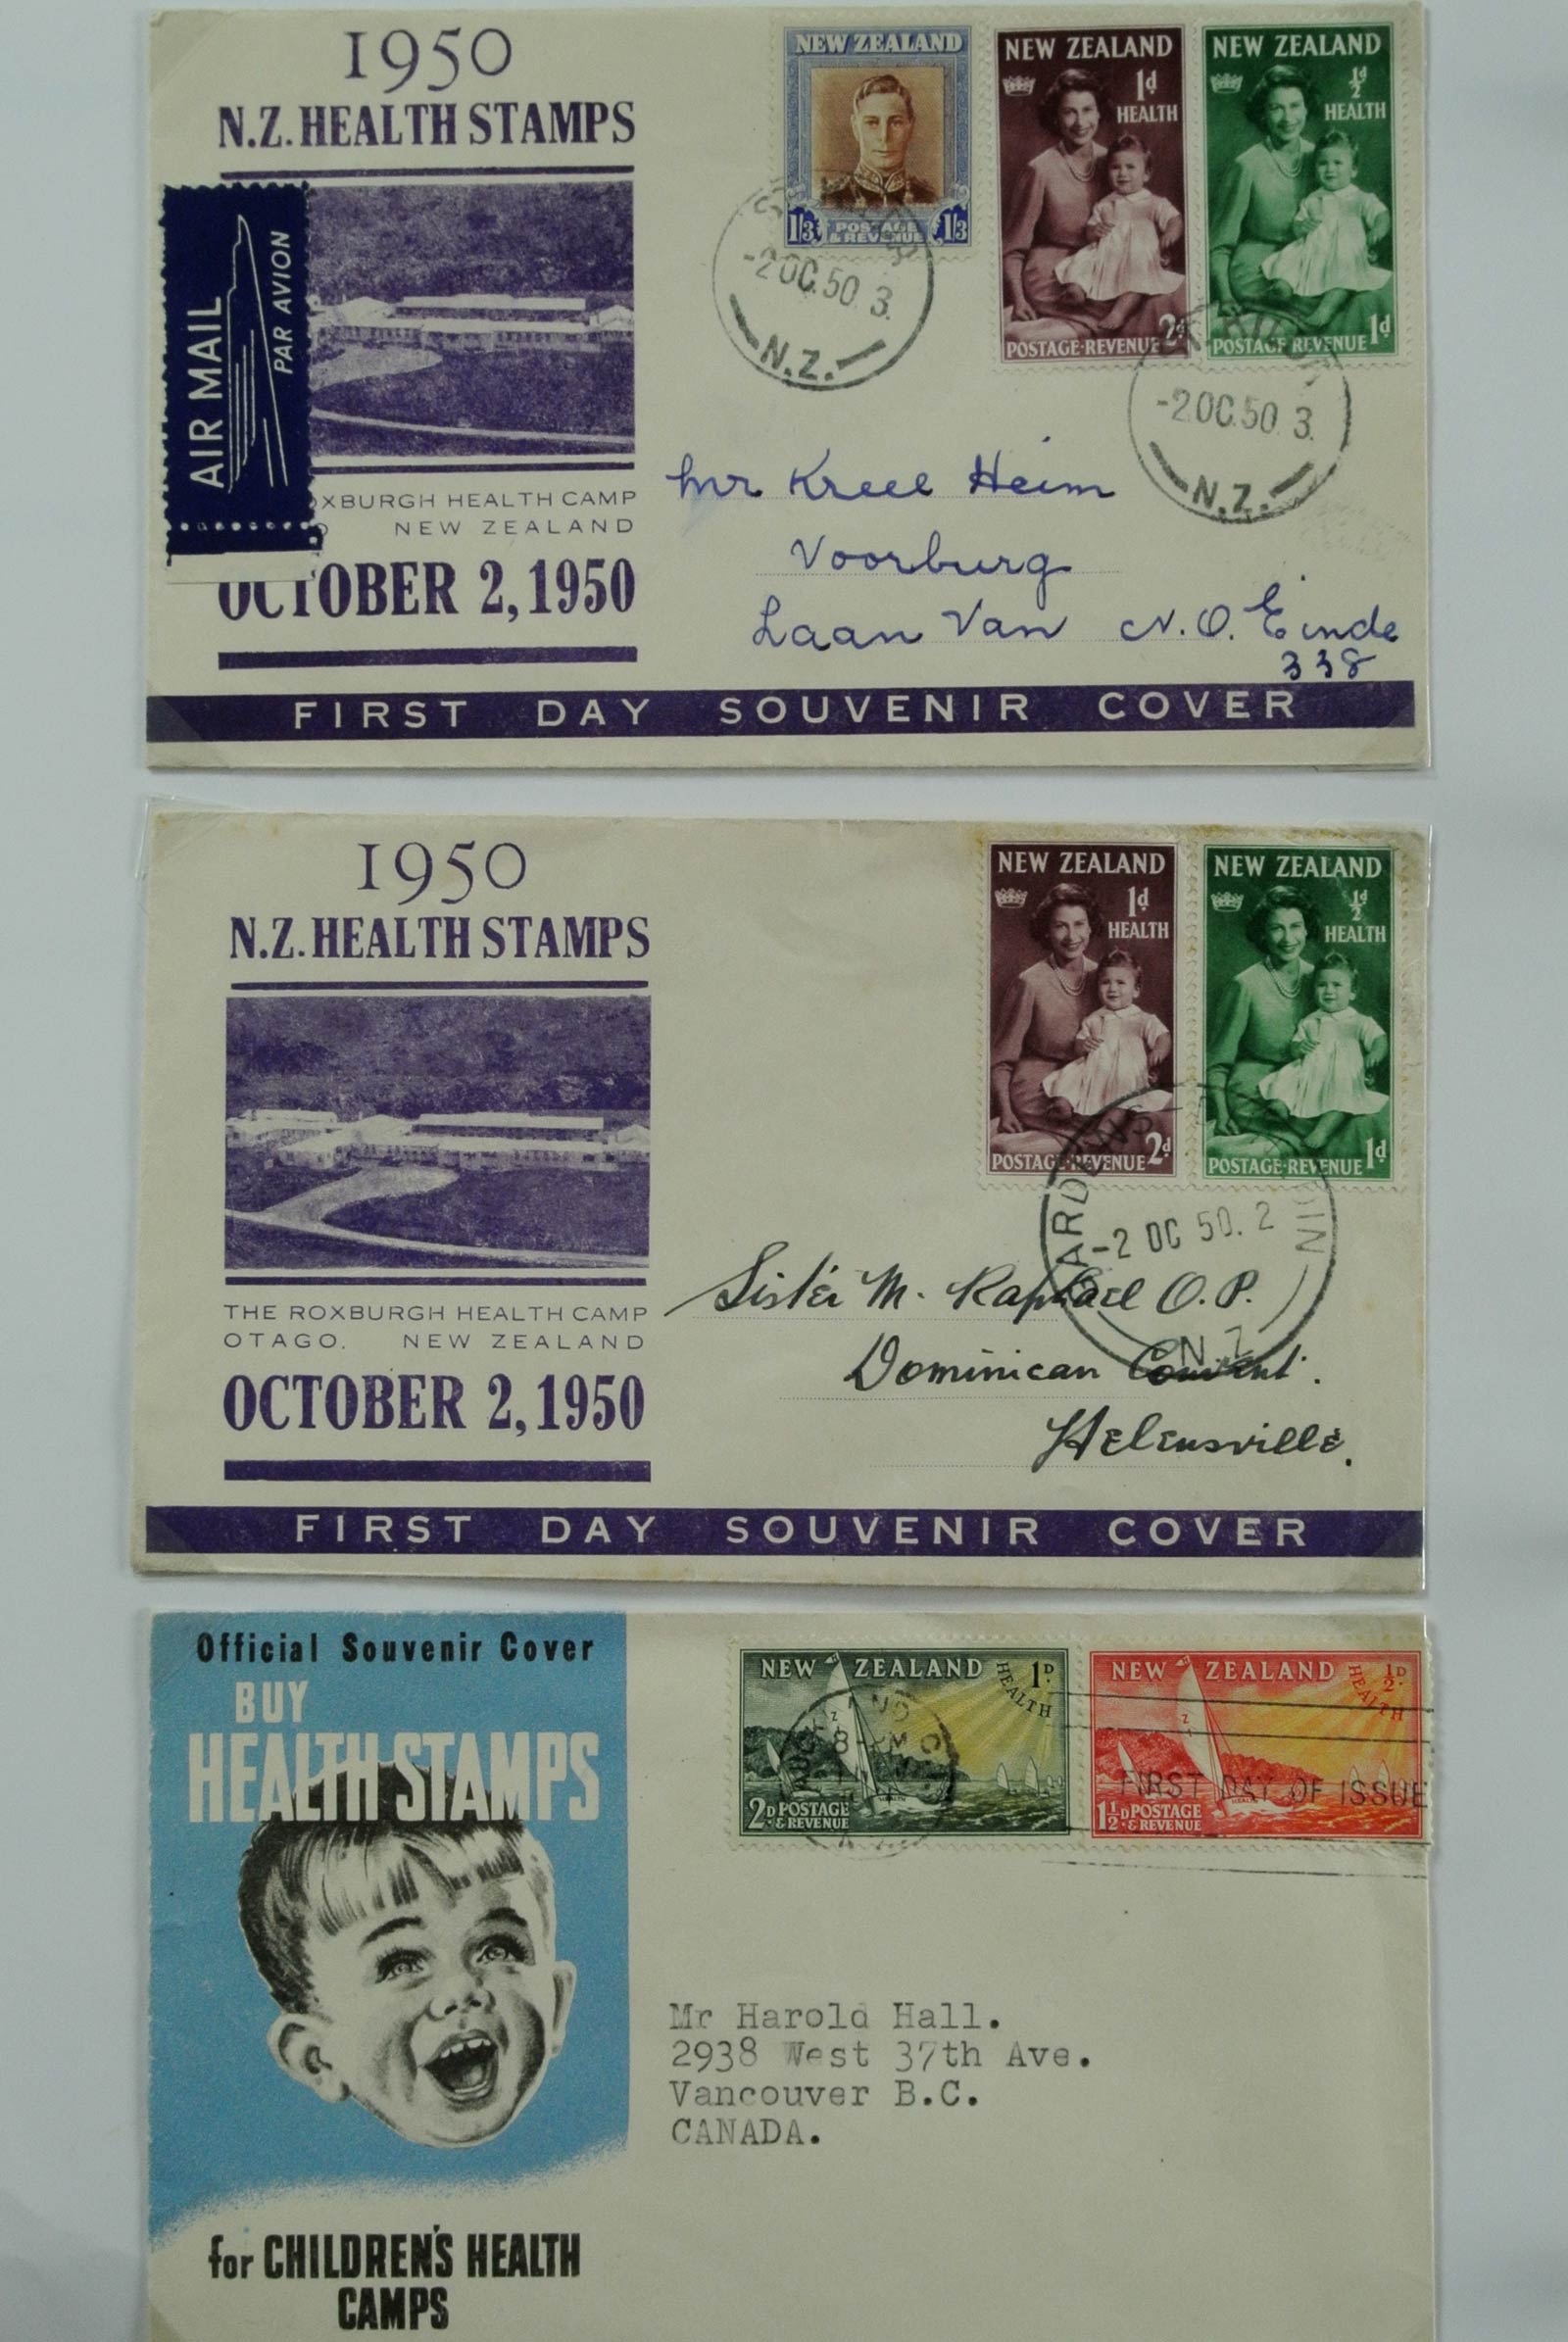 1950
N.Z. HEALTH STAMPS
AIR MAIL
PAR AVION
OXBURGH HEALTH CAMP
NEW ZEALAND
OCTOBER 2, 1950
NEW ZEALAND
1/3 POSTAGE & REVENUE 1/3
NEW ZEALAND
1d
HEALTH
POSTAGE·REVENUE 2d
NEW ZEALAND
½d
HEALTH
POSTAGE·REVENUE 1d
-2 OC. 50. 3.
N.Z.
-2 OC. 50 3.
N.Z.
Mr Kreel Heim
Voorburg
Laan Van N.O. Einde
338
FIRST DAY SOUVENIR COVER
1950
N.Z. HEALTH STAMPS
THE ROXBURGH HEALTH CAMP
OTAGO. NEW ZEALAND
OCTOBER 2, 1950
NEW ZEALAND
1d
HEALTH
POSTAGE·REVENUE 2d
NEW ZEALAND
½d
HEALTH
POSTAGE·REVENUE 1d
-2 OC 50. 2
N.Z.
Sister M. Raphael O.P.
Dominican Convent.
Helensville.
FIRST DAY SOUVENIR COVER
Official Souvenir Cover
BUY
HEALTH STAMPS
for CHILDREN'S HEALTH
CAMPS
NEW ZEALAND 1D
HEALTH
2D POSTAGE
& REVENUE
NEW ZEALAND ½D
HEALTH
1½D POSTAGE
& REVENUE
FIRST DAY OF ISSUE
Mr Harold Hall.
2938 West 37th Ave.
Vancouver B.C.
CANADA.